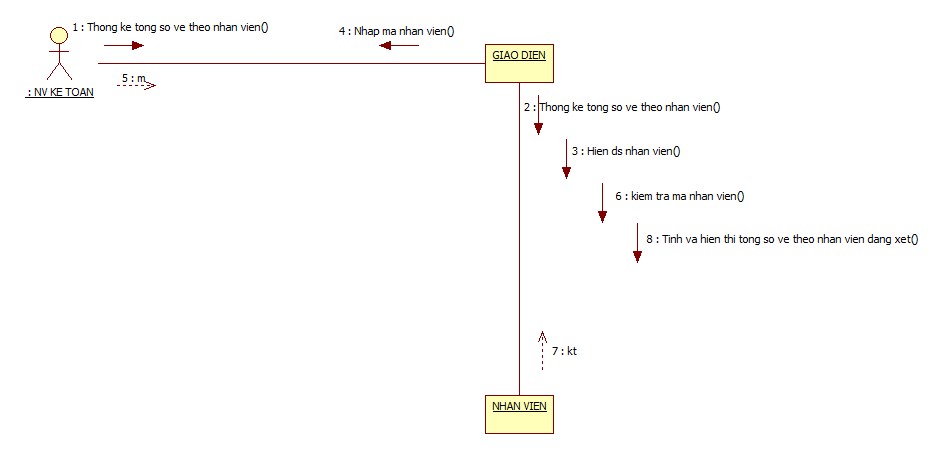 1 : Thong ke tong so ve theo nhan vien()
4 : Nhap ma nhan vien()
GIAO DIEN
5 : m
: NV KE TOAN
2 : Thong ke tong so ve theo nhan vien()
3 : Hien ds nhan vien()
6 : kiem tra ma nhan vien()
8 : Tinh va hien thi tong so ve theo nhan vien dang xet()
7 : kt
NHAN VIEN